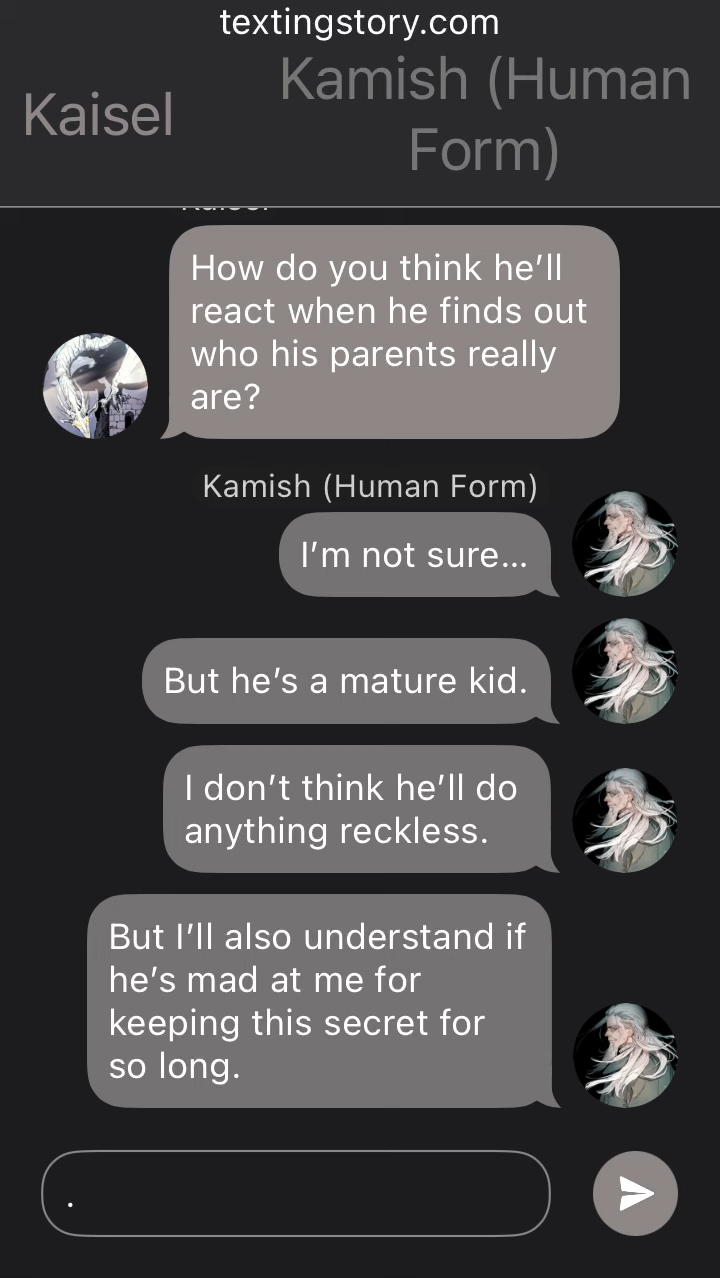 textingstory.com
Kaisel
Kamish (Human
Form)
Kaisel
How do you think he’ll
react when he finds out
who his parents really
are?
Kamish (Human Form)
I’m not sure...
But he’s a mature kid.
I don’t think he’ll do
anything reckless.
But I’ll also understand if
he’s mad at me for
keeping this secret for
so long.
.